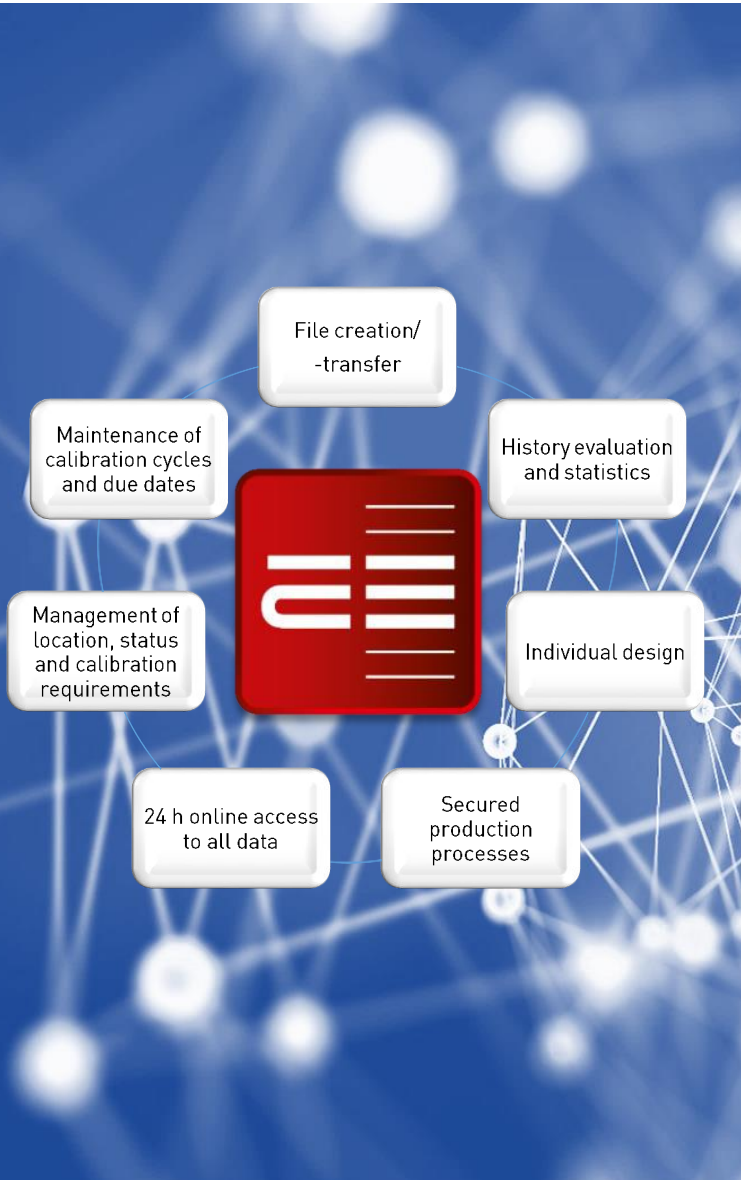 File creation/
-transfer
History evaluation
and statistics
Individual design
Secured
production
processes
24 h online access
to all data
Management of
location, status
and calibration
requirements
Maintenance of
calibration cycles
and due dates